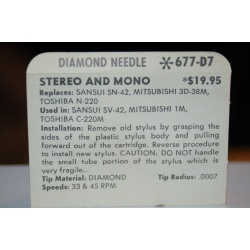 DIAMOND NEEDLE *677-D7
STEREO AND MONO *$19.95
Replaces: SANSUI SN-42, MITSUBISHI 3D-38M,
TOSHIBA N-220
Used in: SANSUI SV-42, MITSUBISHI 1M,
TOSHIBA C-220M
Installation: Remove old stylus by grasping the
sides of the plastic stylus body and pulling forward
out of the cartridge. Reverse procedure to
install new stylus. CAUTION: DO NOT handle
the small tube portion of the stylus which is
very fragile..
Tip Material: DIAMOND Tip Radius: .0007
Speeds: 33 & 45 RPM